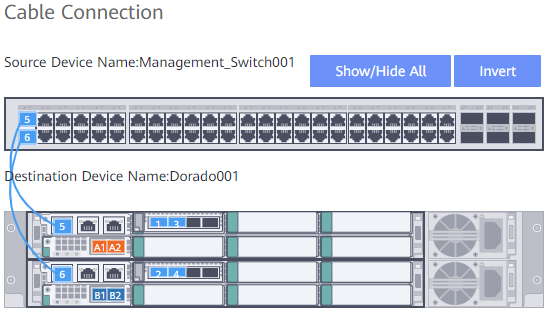 Cable Connection
Source Device Name:Management_Switch001
Show/Hide All
Invert
5
6
Destination Device Name:Dorado001
5
1 3
A1 A2
6
2 4
B1 B2